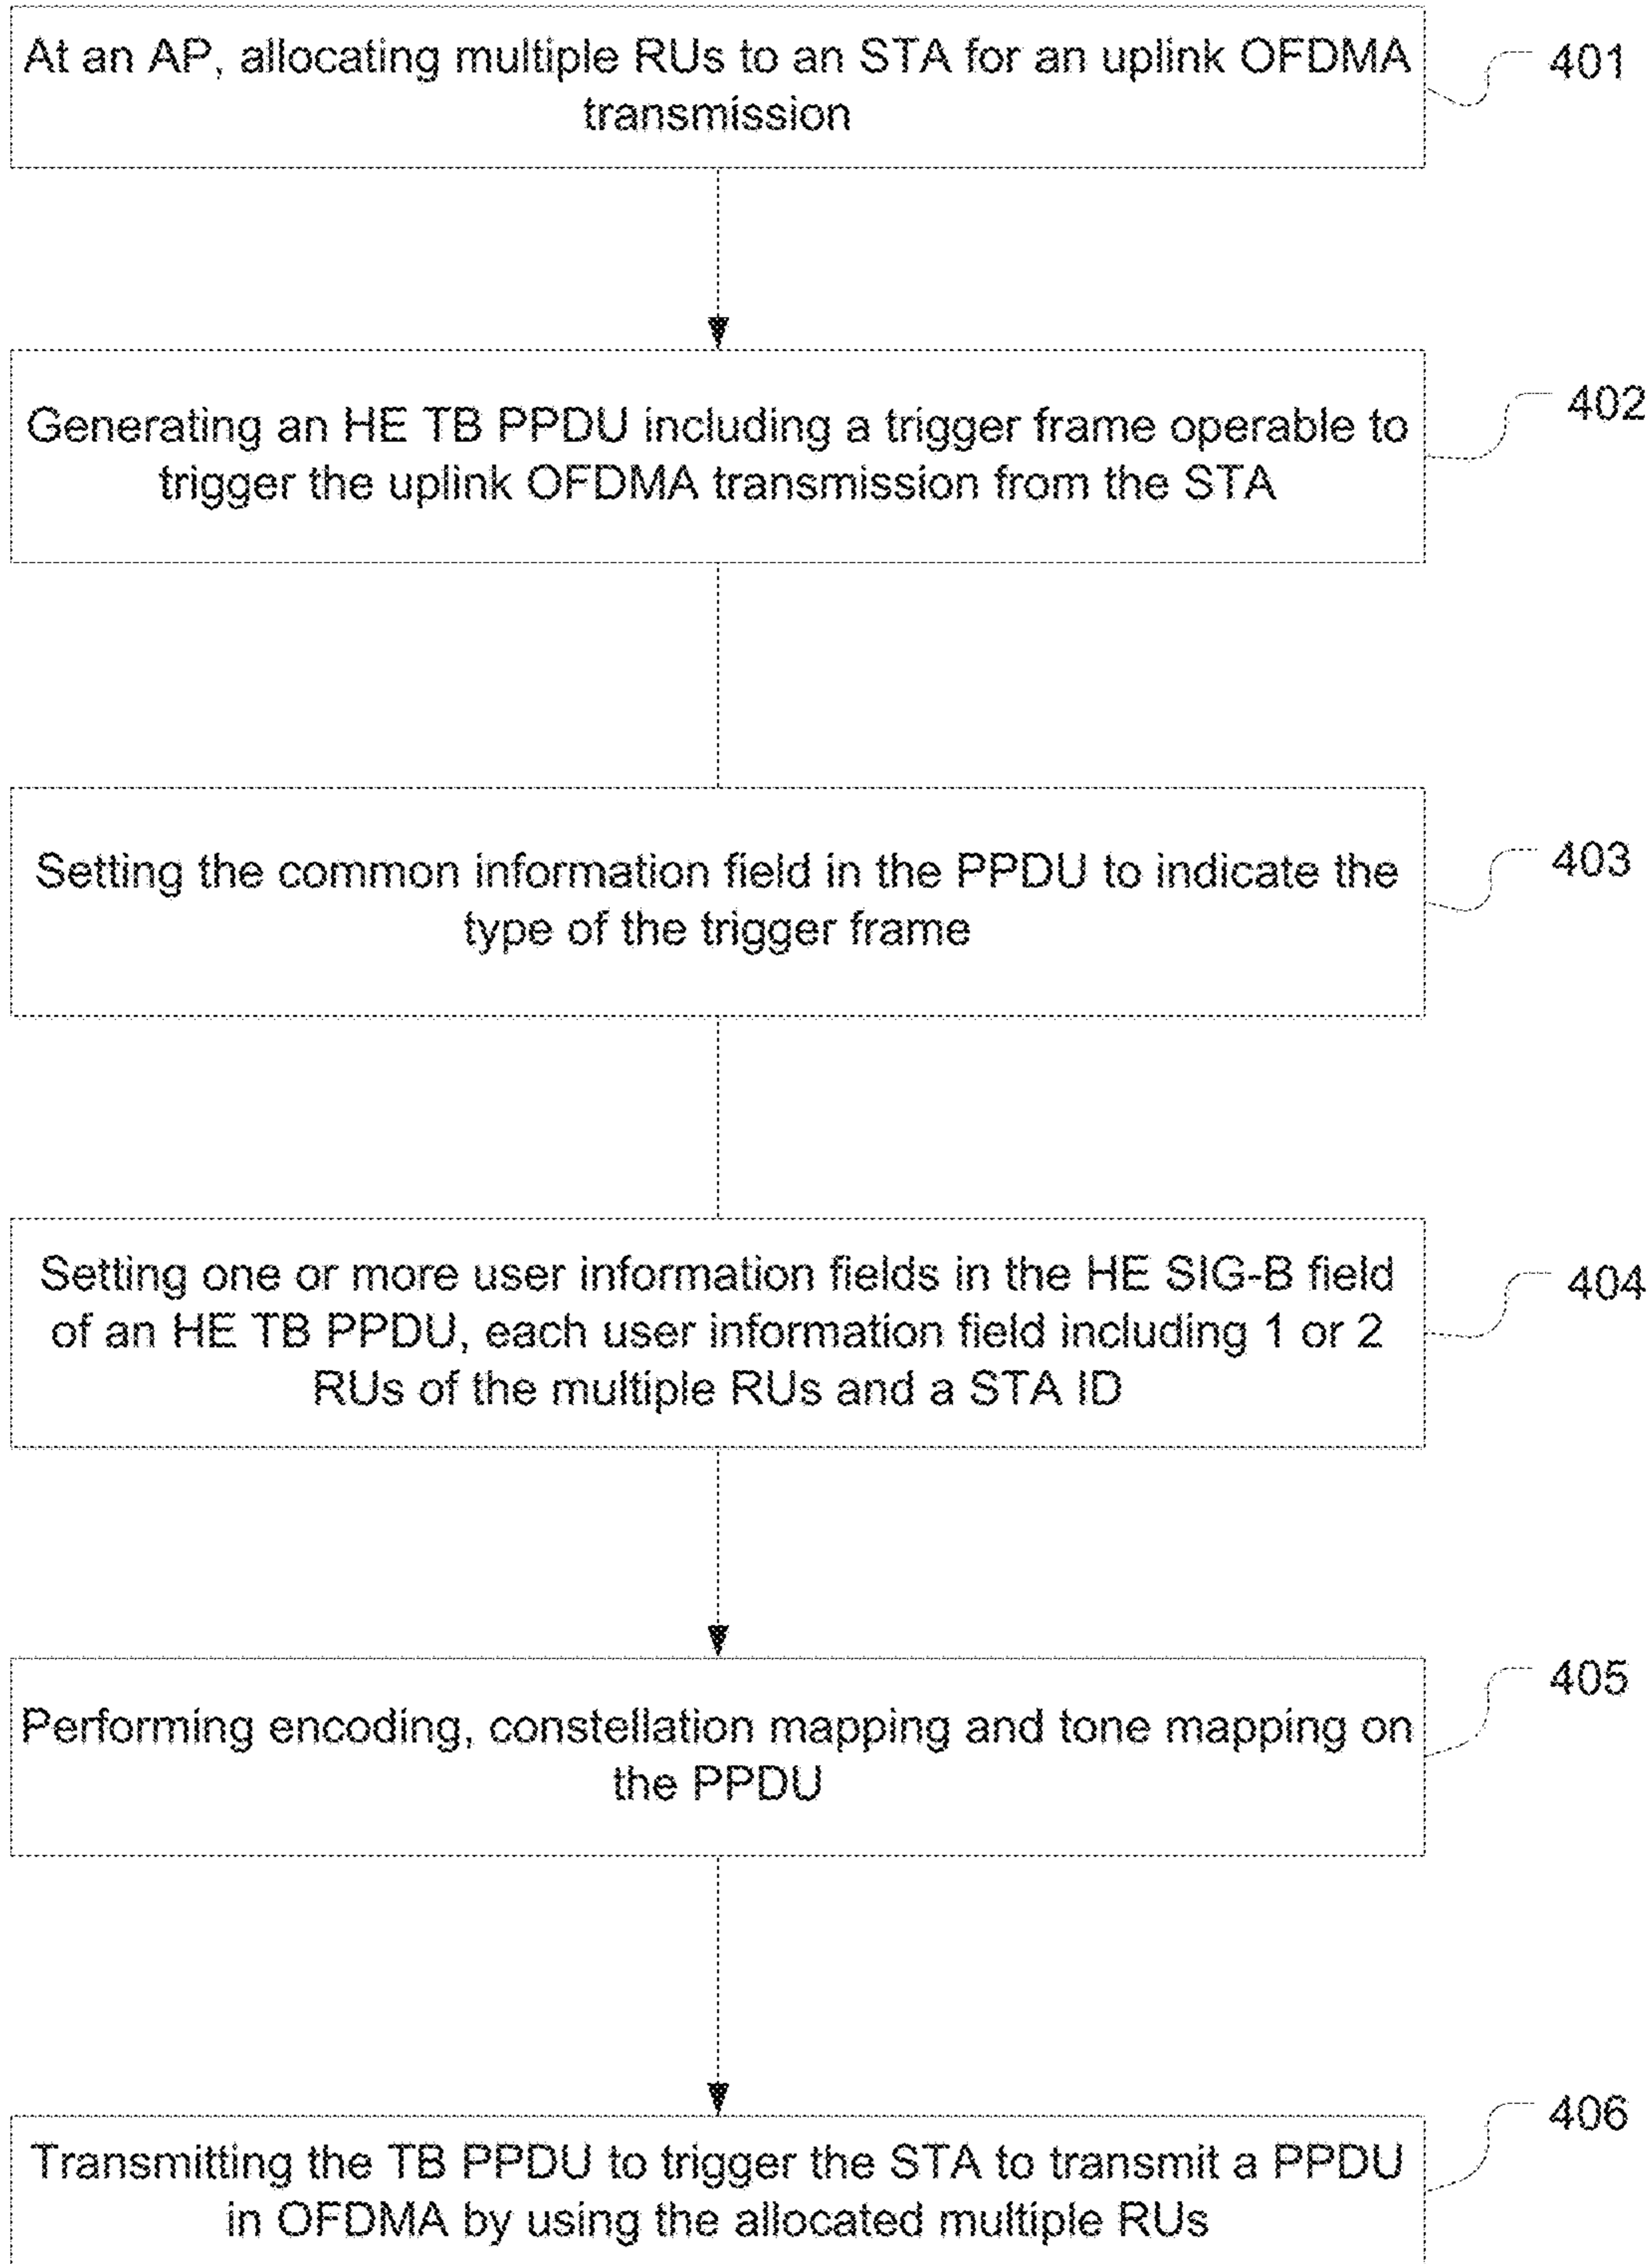 At an AP, allocating multiple RUs to an STA for an uplink OFDMA
transmission
401
Generating an HE TB PPDU including a trigger frame operable to
trigger the uplink OFDMA transmission from the STA
402
Setting the common information field in the PPDU to indicate the
type of the trigger frame
403
Setting one or more user information fields in the HE SIG-B field
of an HE TB PPDU, each user information field including 1 or 2
RUs of the multiple RUs and a STA ID
404
Performing encoding, constellation mapping and tone mapping on
the PPDU
405
Transmitting the TB PPDU to trigger the STA to transmit a PPDU
in OFDMA by using the allocated multiple RUs
406